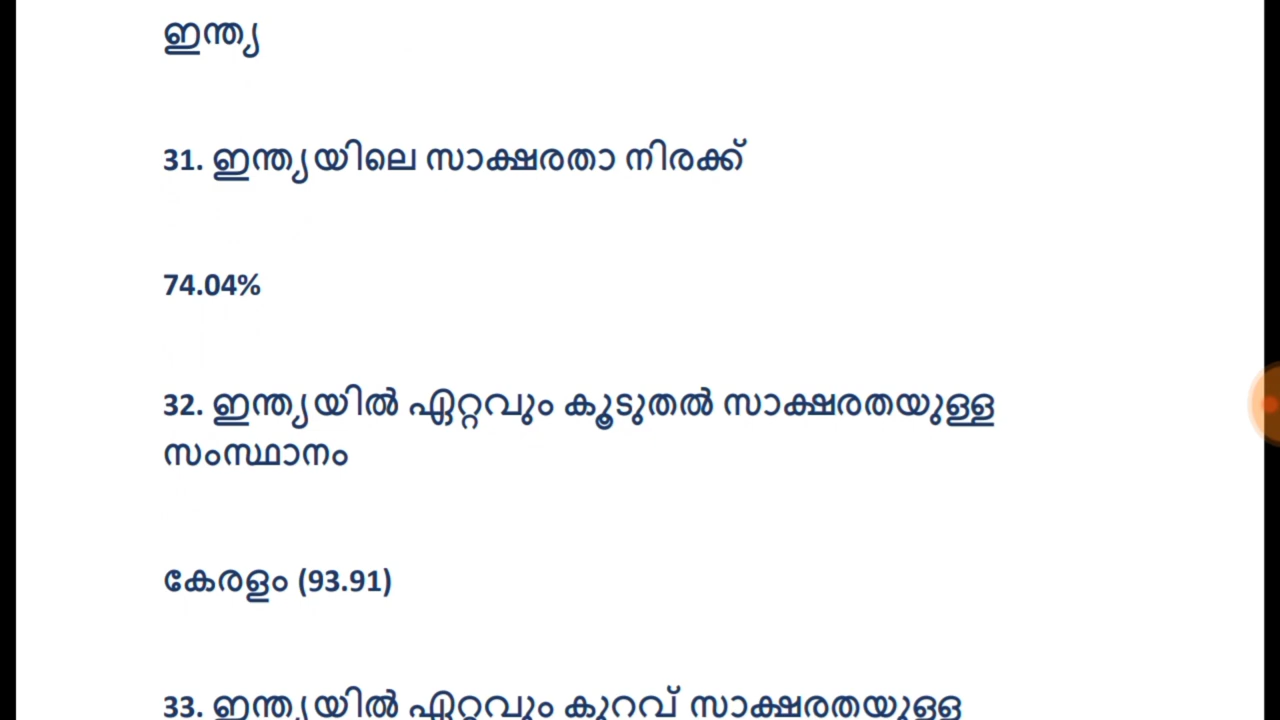 ഇന്ത്യ
31. ഇന്ത്യയിലെ സാക്ഷരതാ നിരക്ക്
74.04%
32. ഇന്ത്യയിൽ ഏറ്റവും കൂടുതൽ സാക്ഷരതയുള്ള
സംസ്ഥാനം
കേരളം (93.91)
33. ഇന്ത്യയിൽ ഏറ്റവും കുറവ് സാക്ഷരതയുള്ള